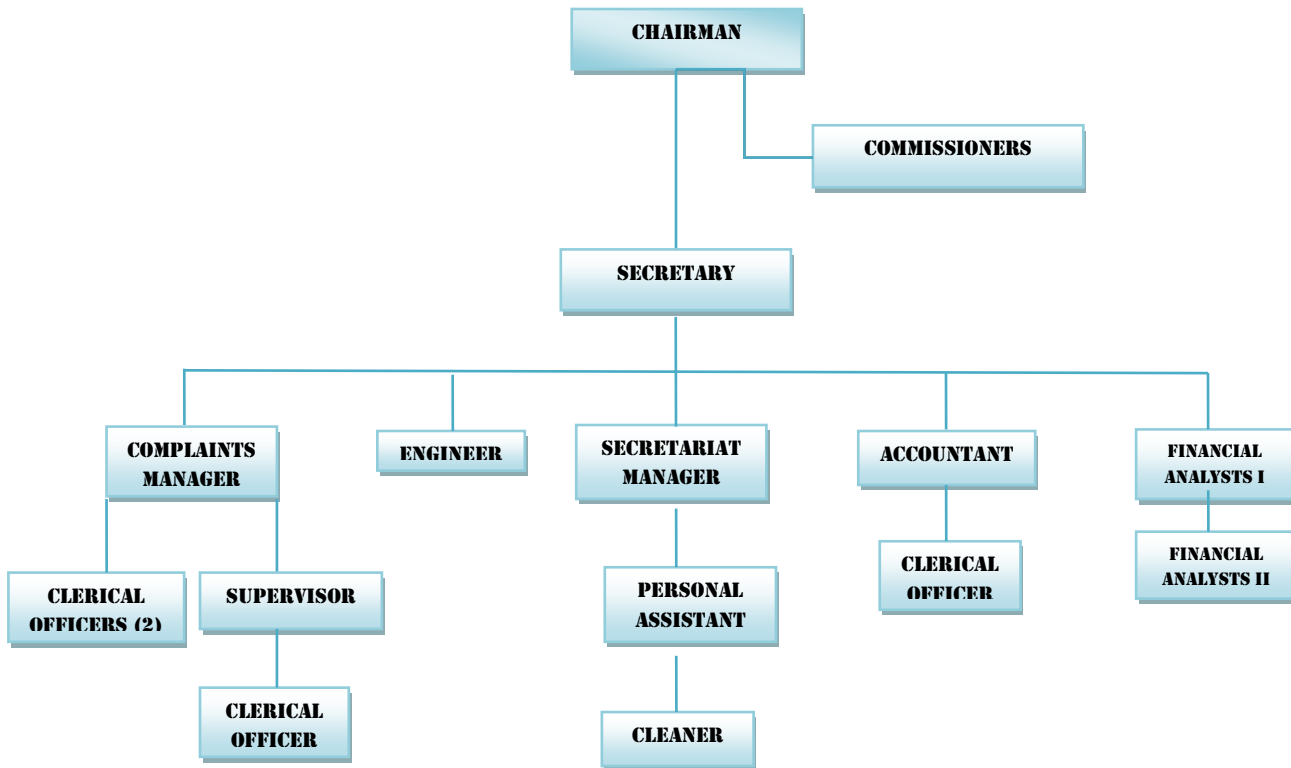 CHAIRMAN
COMMISSIONERS
SECRETARY
COMPLAINTS
MANAGER
ENGINEER
SECRETARIAT
MANAGER
ACCOUNTANT
FINANCIAL
ANALYSTS I
CLERICAL
OFFICERS (2)
SUPERVISOR
PERSONAL
ASSISTANT
CLERICAL
OFFICER
FINANCIAL
ANALYSTS II
CLERICAL
OFFICER
CLEANER